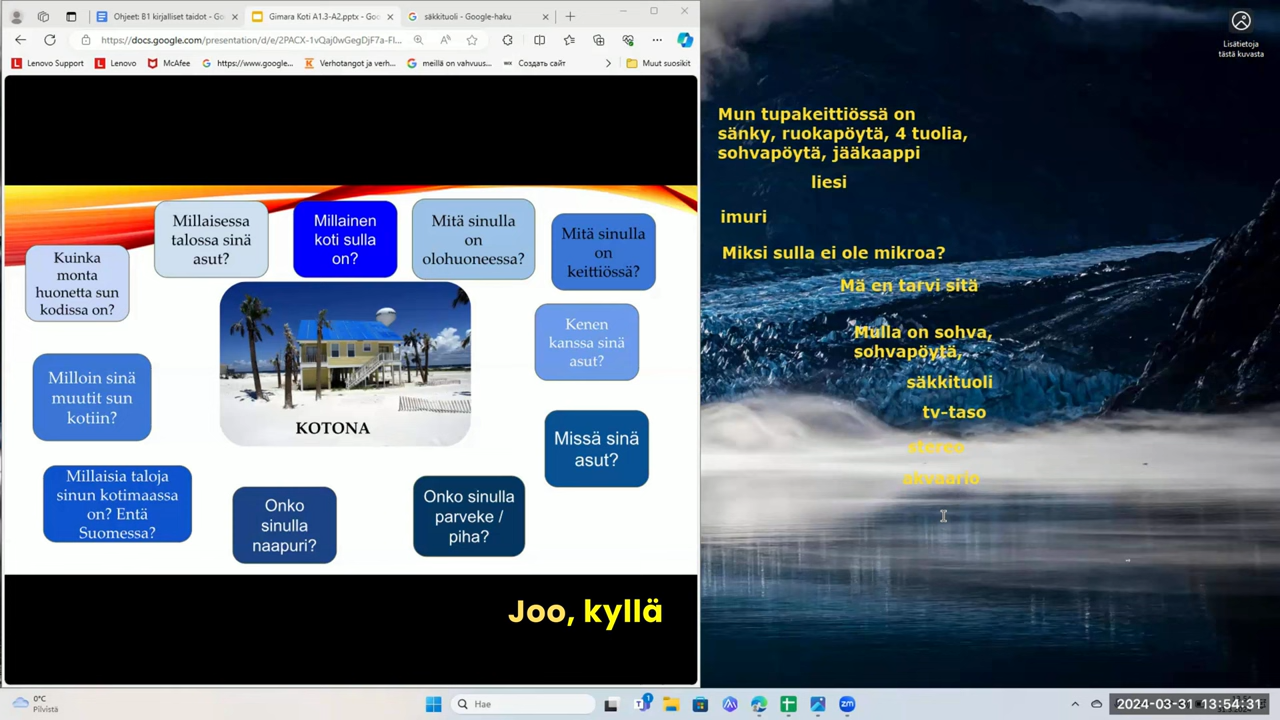 Ohjeet: B1 kirjalliset taidot - Go
Gimara Koti A1.3-A2.pptx - Goo
säkkituoli - Google-haku
https://docs.google.com/presentation/d/e/2PACX-1vQaj0wGegDjF7a-Fl...
Lenovo Support
Lenovo
McAfee
https://www.google...
Verhotangot ja verh...
meillä on vahvuus...
Создать сайт
Muut suosikit
Lisätietoja
tästä kuvasta
Kuinka
monta
huonetta sun
kodissa on?
Millaisessa
talossa sinä
asut?
Millainen
koti sulla
on?
Mitä sinulla
on
olohuoneessa?
Mitä sinulla
on
keittiössä?
Kenen
kanssa sinä
asut?
Milloin sinä
muutit sun
kotiin?
KOTONA
Missä sinä
asut?
Millaisia taloja
sinun kotimaassa
on? Entä
Suomessa?
Onko
sinulla
naapuri?
Onko sinulla
parveke /
piha?
Joo, kyllä
Mun tupakeittiössä on
sänky, ruokapöytä, 4 tuolia,
sohvapöytä, jääkaappi
liesi
imuri
Miksi sulla ei ole mikroa?
Mä en tarvi sitä
Mulla on sohva,
sohvapöytä,
säkkituoli
tv-taso
stereo
akvaario
0°C
Pilvistä
Hae
2024-03-31 13:54:31